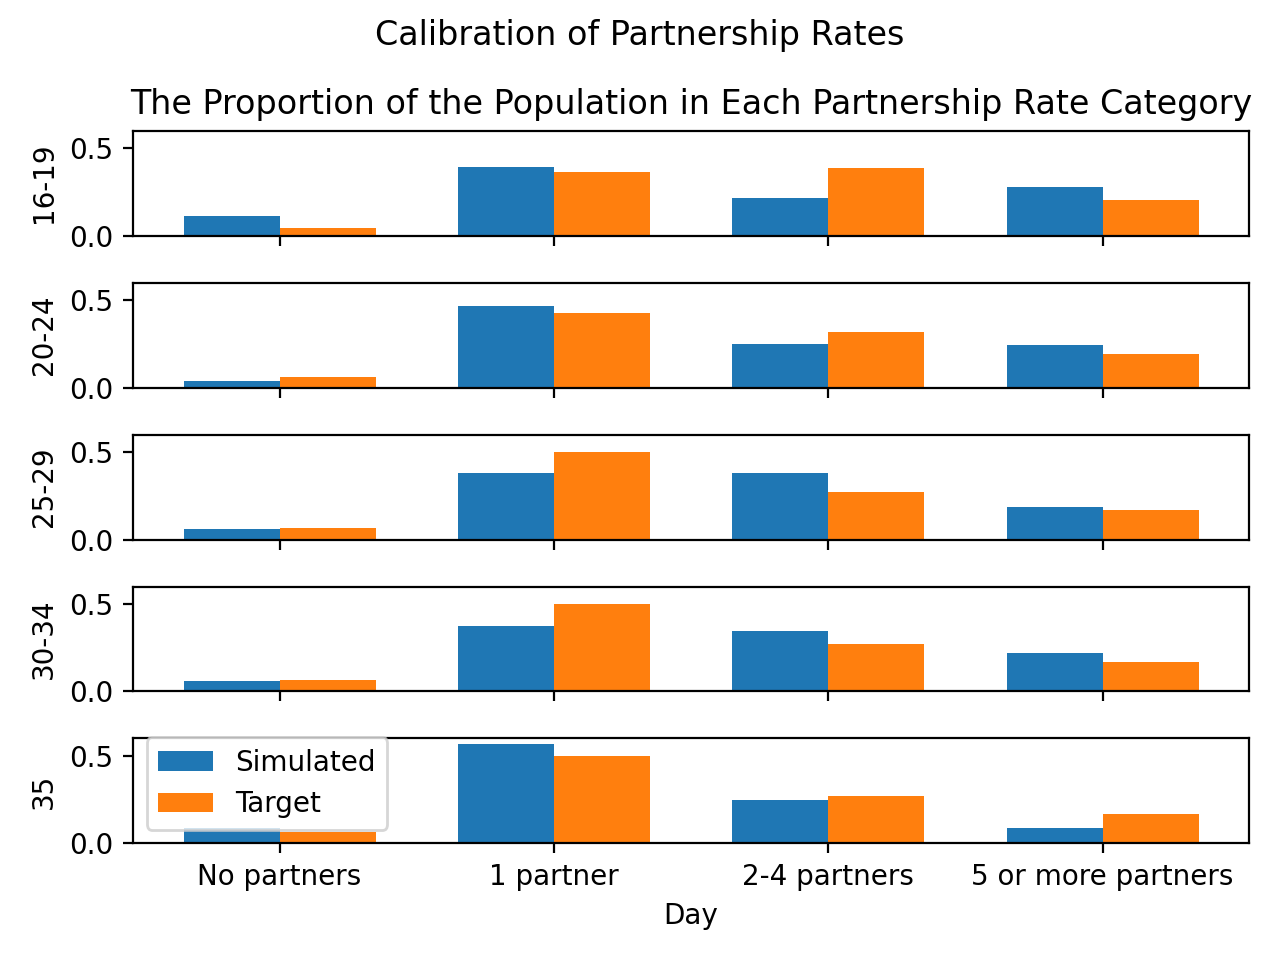 Calibration of Partnership Rates
The Proportion of the Population in Each Partnership Rate Category
16-19
0.5
0.0
20-24
0.5
0.0
25-29
0.5
0.0
30-34
0.5
0.0
35
0.5
0.0
Simulated
Target
No partners
1 partner
2-4 partners
5 or more partners
Day